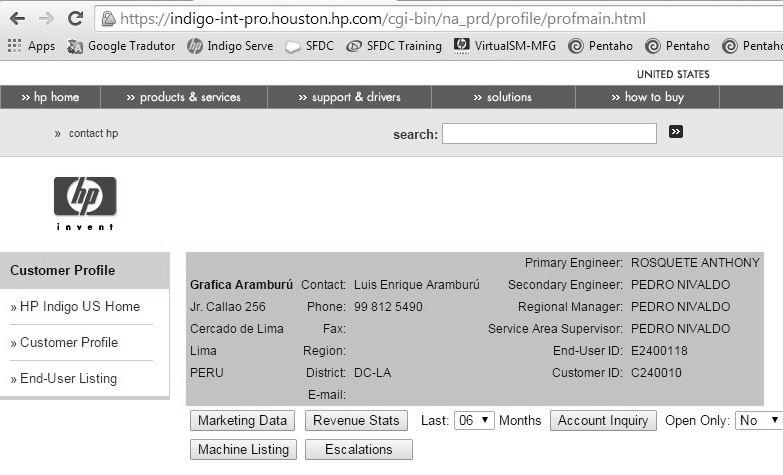 https://indigo-int-pro.houston.hp.com/cgi-bin/na_prd/profile/profmain.html
Apps Google Tradutor Indigo Serve SFDC SFDC Training VirtualSM-MFG Pentaho Pentaho Pentaho
UNITED STATES
» hp home » products & services » support & drivers » solutions » how to buy
» contact hp search:
hp
invent
Customer Profile
» HP Indigo US Home
» Customer Profile
» End-User Listing
Primary Engineer: ROSQUETE ANTHONY
Grafica Aramburú Contact: Luis Enrique Aramburú Secondary Engineer: PEDRO NIVALDO
Jr. Callao 256 Phone: 99 812 5490 Regional Manager: PEDRO NIVALDO
Cercado de Lima Fax: Service Area Supervisor: PEDRO NIVALDO
Lima Region: End-User ID: E2400118
PERU District: DC-LA Customer ID: C240010
E-mail:
Marketing Data Revenue Stats Last: 06 Months Account Inquiry Open Only: No
Machine Listing Escalations